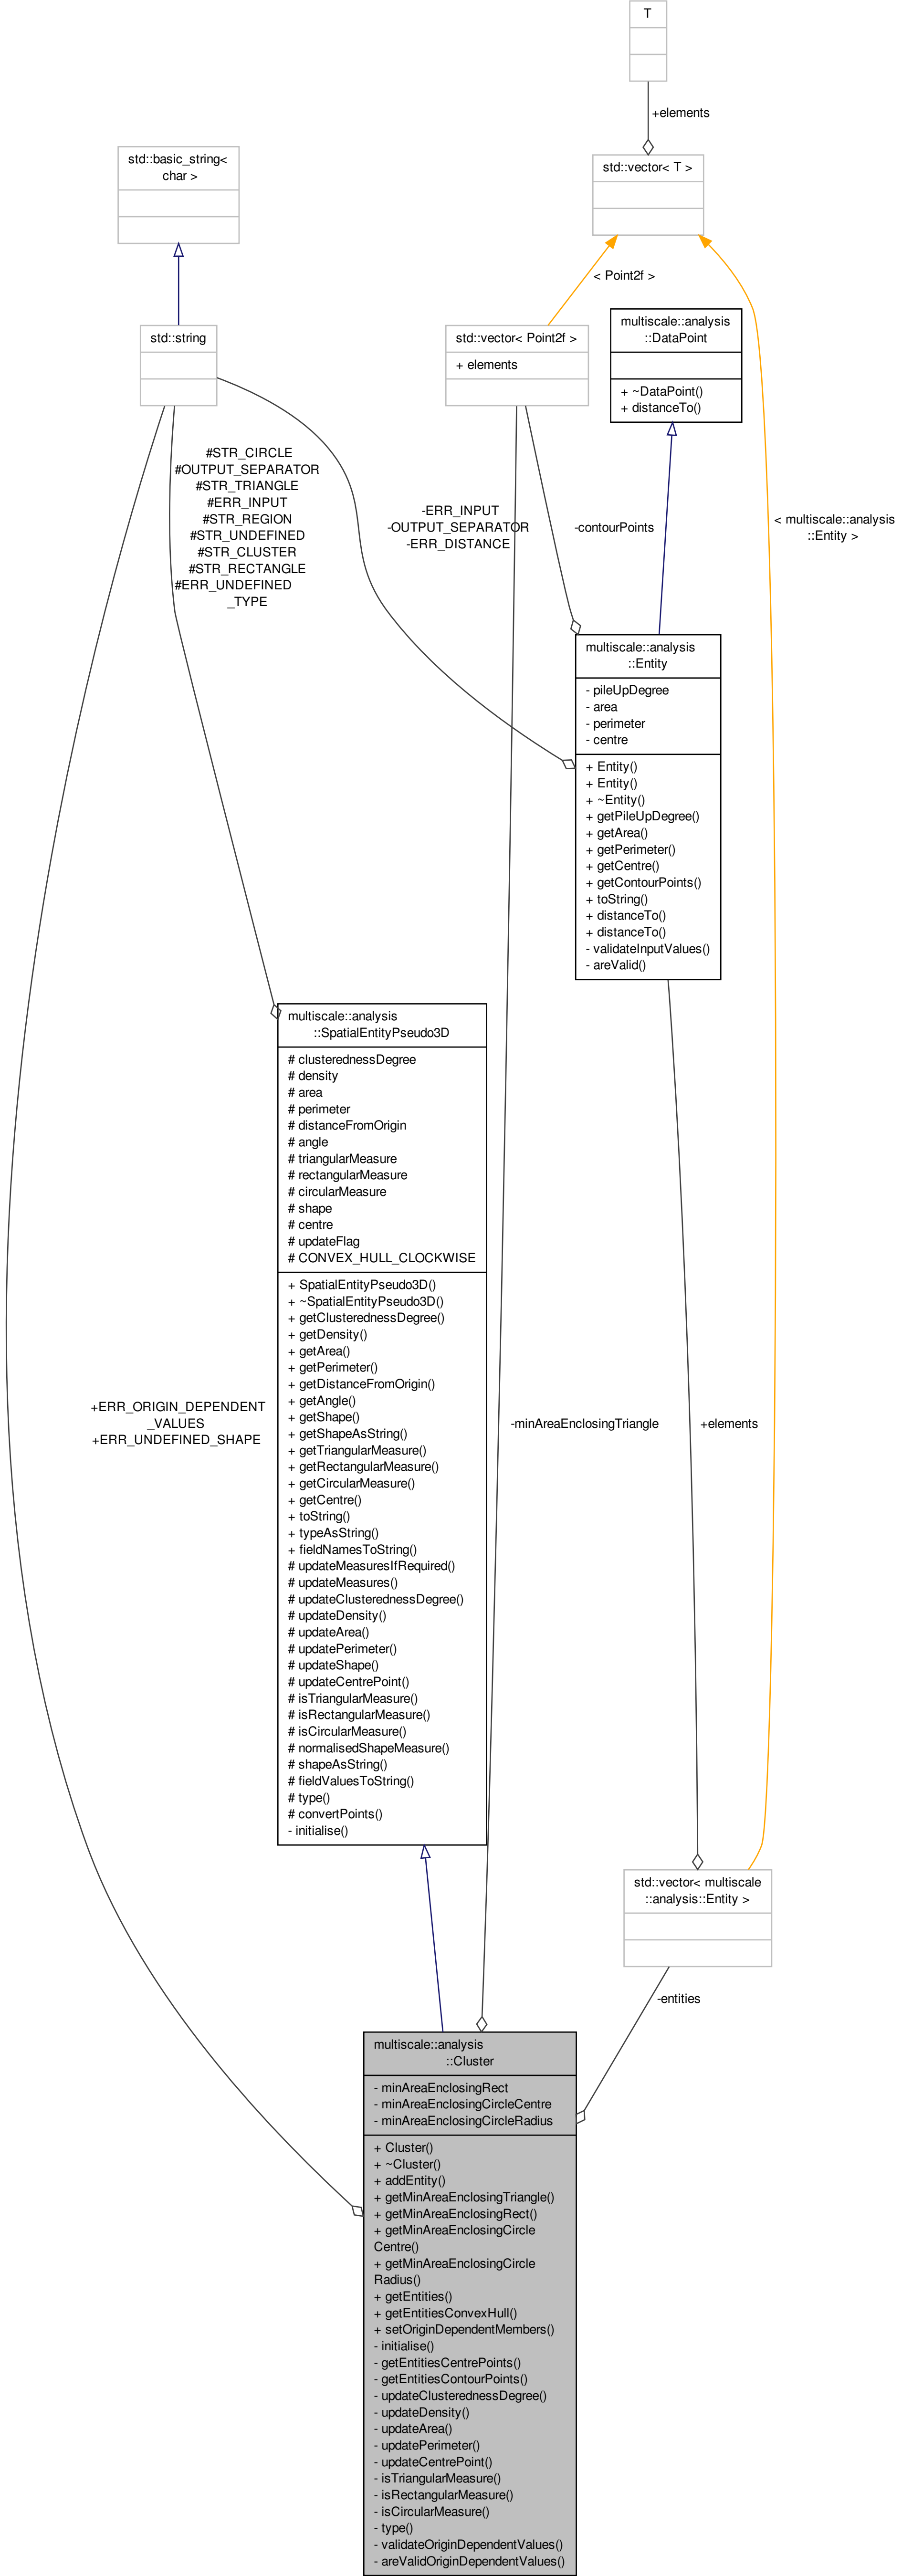 T
+elements
std::basic_string<
char >
std::vector< T >
< Point2f >
std::string
std::vector< Point2f >
+ elements
multiscale::analysis
::DataPoint
+ ~DataPoint()
+ distanceTo()
#STR_CIRCLE
#OUTPUT_SEPARATOR
#STR_TRIANGLE
#ERR_INPUT
#STR_REGION
#STR_UNDEFINED
#STR_CLUSTER
#STR_RECTANGLE
#ERR_UNDEFINED
_TYPE
-ERR_INPUT
-OUTPUT_SEPARATOR
-ERR_DISTANCE
-contourPoints
< multiscale::analysis
::Entity >
multiscale::analysis
::Entity
- pileUpDegree
- area
- perimeter
- centre
+ Entity()
+ Entity()
+ ~Entity()
+ getPileUpDegree()
+ getArea()
+ getPerimeter()
+ getCentre()
+ getContourPoints()
+ toString()
+ distanceTo()
+ distanceTo()
- validateInputValues()
- areValid()
multiscale::analysis
::SpatialEntityPseudo3D
# clusterednessDegree
# density
# area
# perimeter
# distanceFromOrigin
# angle
# triangularMeasure
# rectangularMeasure
# circularMeasure
# shape
# centre
# updateFlag
# CONVEX_HULL_CLOCKWISE
+ SpatialEntityPseudo3D()
+ ~SpatialEntityPseudo3D()
+ getClusterednessDegree()
+ getDensity()
+ getArea()
+ getPerimeter()
+ getDistanceFromOrigin()
+ getAngle()
+ getShape()
+ getShapeAsString()
+ getTriangularMeasure()
+ getRectangularMeasure()
+ getCircularMeasure()
+ getCentre()
+ toString()
+ typeAsString()
+ fieldNamesToString()
# updateMeasuresIfRequired()
# updateMeasures()
# updateClusterednessDegree()
# updateDensity()
# updateArea()
# updatePerimeter()
# updateShape()
# updateCentrePoint()
# isTriangularMeasure()
# isRectangularMeasure()
# isCircularMeasure()
# normalisedShapeMeasure()
# shapeAsString()
# fieldValuesToString()
# type()
# convertPoints()
- initialise()
+ERR_ORIGIN_DEPENDENT
_VALUES
+ERR_UNDEFINED_SHAPE
-minAreaEnclosingTriangle
+elements
std::vector< multiscale
::analysis::Entity >
-entities
multiscale::analysis
::Cluster
- minAreaEnclosingRect
- minAreaEnclosingCircleCentre
- minAreaEnclosingCircleRadius
+ Cluster()
+ ~Cluster()
+ addEntity()
+ getMinAreaEnclosingTriangle()
+ getMinAreaEnclosingRect()
+ getMinAreaEnclosingCircle
Centre()
+ getMinAreaEnclosingCircle
Radius()
+ getEntities()
+ getEntitiesConvexHull()
+ setOriginDependentMembers()
- initialise()
- getEntitiesCentrePoints()
- getEntitiesContourPoints()
- updateClusterednessDegree()
- updateDensity()
- updateArea()
- updatePerimeter()
- updateCentrePoint()
- isTriangularMeasure()
- isRectangularMeasure()
- isCircularMeasure()
- type()
- validateOriginDependentValues()
- areValidOriginDependentValues()